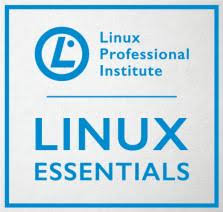 Linux
Professional
Institute
LINUX
ESSENTIALS